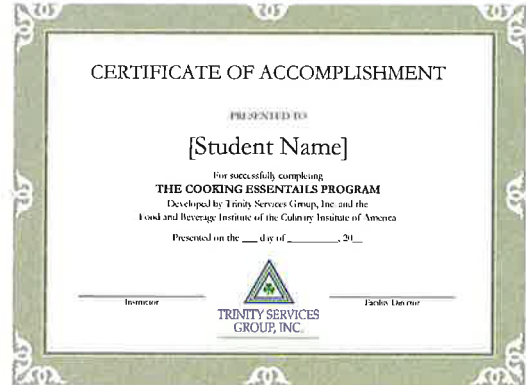 CERTIFICATE OF ACCOMPLISHMENT
PRESENTED TO
[Student Name]
For successfully completing
THE COOKING ESSENTAILS PROGRAM
Developed by Trinity Services Group, Inc. and the
Food and Beverage Institute of the Culinary Institute of America
Presented on the ___ day of __________, 20__
Instructor
Facility Director
TRINITY SERVICES
GROUP, INC.